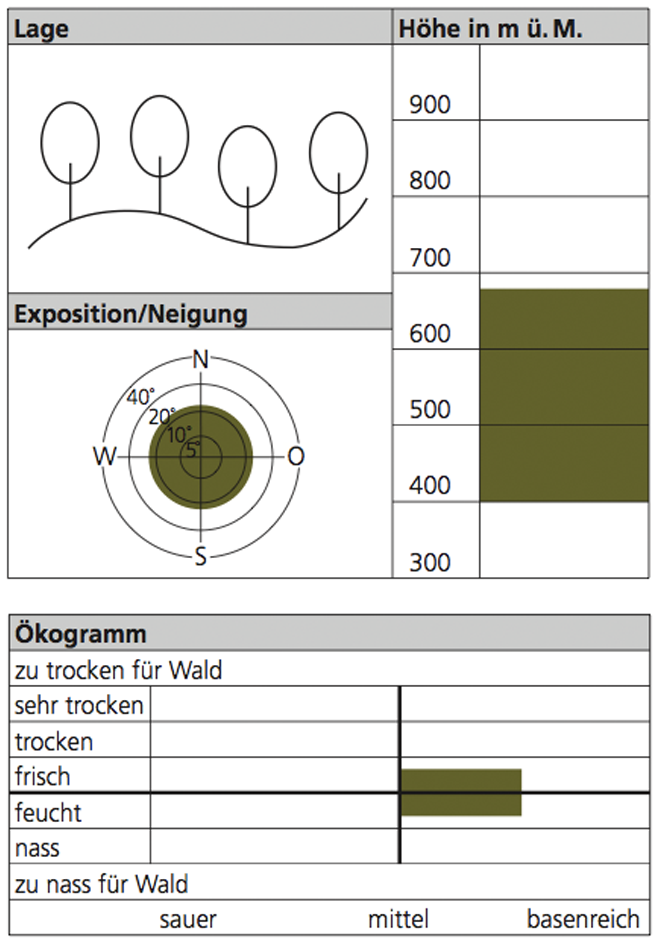 Lage
Höhe in m ü. M.
900
800
700
600
500
400
300
Exposition/Neigung
N
40°
20°
10°
5°
W
O
S
Ökogramm
zu trocken für Wald
sehr trocken
trocken
frisch
feucht
nass
zu nass für Wald
sauer mittel basenreich